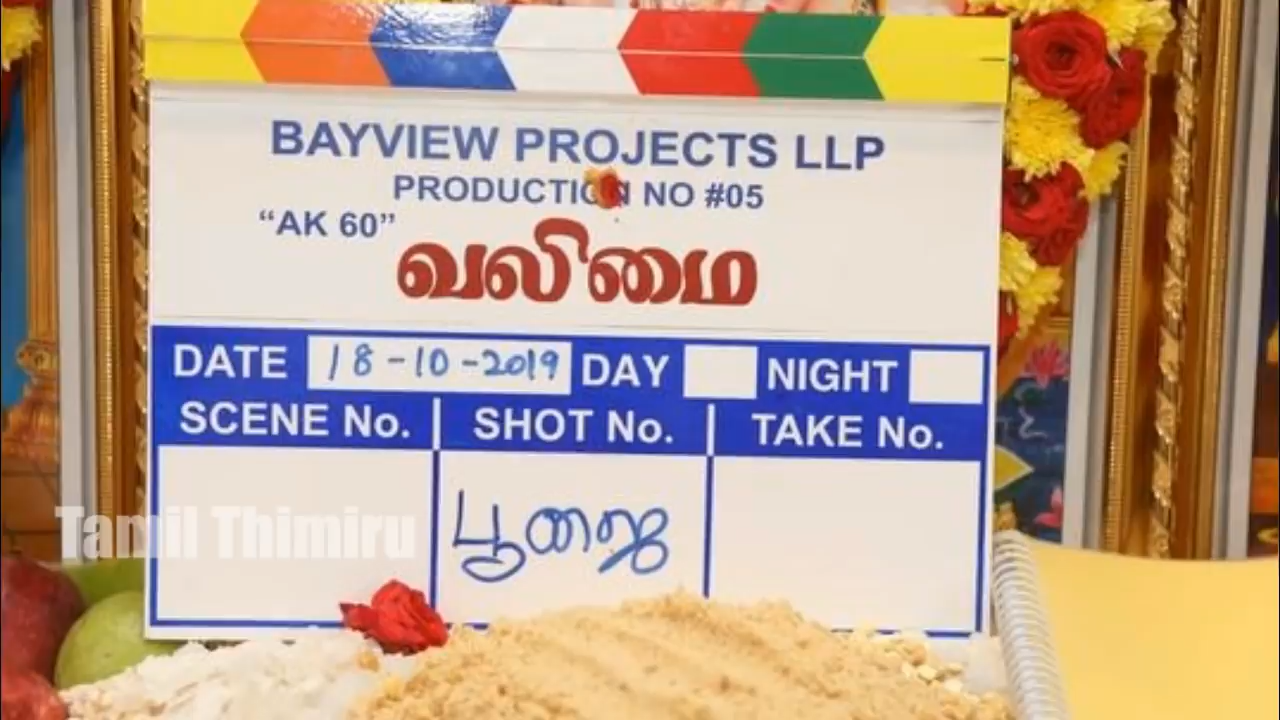 BAYVIEW PROJECTS LLP
PRODUCTION NO #05
“AK 60”
வலிமை
DATE 18-10-2019 DAY NIGHT
SCENE No. SHOT No. TAKE No.
பூஜை
Tamil Thimiru